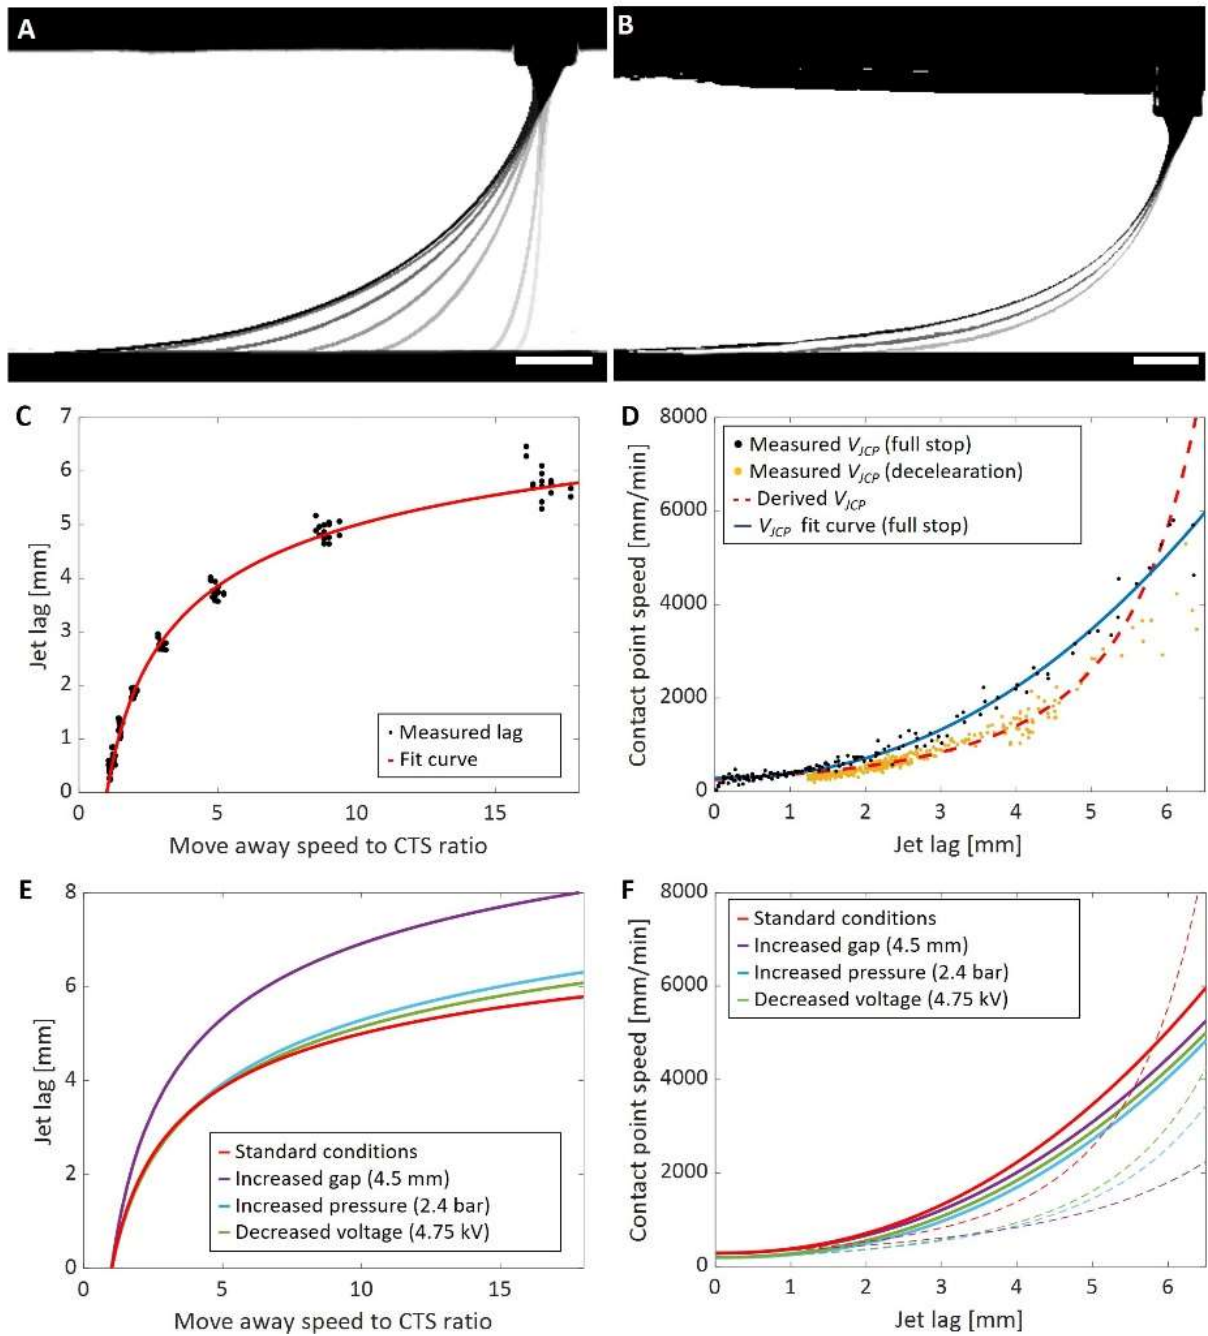 A
B
C
7
6
5
4
3
2
1
0
Jet lag [mm]
Measured lag
Fit curve
0
5
10
15
Move away speed to CTS ratio
D
8000
6000
4000
2000
0
Contact point speed [mm/min]
Measured VJCP (full stop)
Measured VJCP (decelearation)
Derived VJCP
VJCP fit curve (full stop)
0
1
2
3
4
5
6
Jet lag [mm]
E
8
6
4
2
0
Jet lag [mm]
Standard conditions
Increased gap (4.5 mm)
Increased pressure (2.4 bar)
Decreased voltage (4.75 kV)
5
10
15
Move away speed to CTS ratio
F
8000
6000
4000
2000
0
Contact point speed [mm/min]
Standard conditions
Increased gap (4.5 mm)
Increased pressure (2.4 bar)
Decreased voltage (4.75 kV)
0
1
2
3
4
5
6
Jet lag [mm]